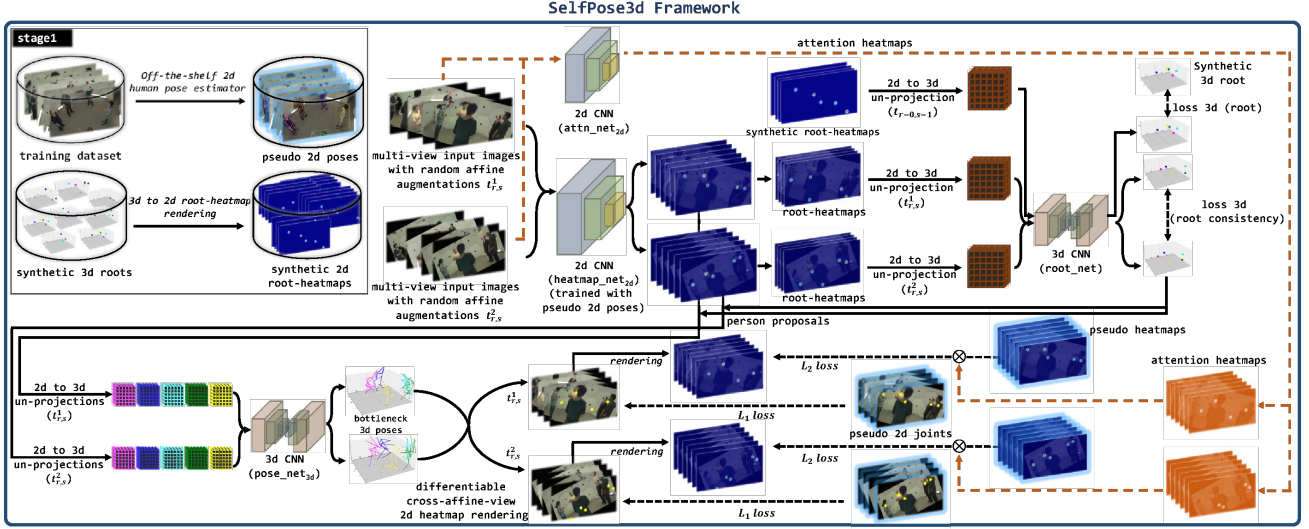 SelfPose3d Framework
stage1
Off-the-shelf 2d
human pose estimator
training dataset
pseudo 2d poses
3d to 2d root-heatmap
rendering
synthetic 3d roots
synthetic 2d
root-heatmaps
multi-view input images
with random affine
augmentations t¹r,s
multi-view input images
with random affine
augmentations t²r,s
2d CNN
(attn_net2d)
2d CNN
(heatmap_net2d)
(trained with
pseudo 2d poses)
attention heatmaps
synthetic root-heatmaps
root-heatmaps
root-heatmaps
2d to 3d
un-projection
(tr=0,s=1)
2d to 3d
un-projection
(t¹r,s)
2d to 3d
un-projection
(t²r,s)
3d CNN
(root_net)
Synthetic
3d root
loss 3d (root)
loss 3d
(root consistency)
person proposals
2d to 3d
un-projections
(t¹r,s)
2d to 3d
un-projections
(t²r,s)
3d CNN
(pose_net3d)
bottleneck
3d poses
t¹r,s
t²r,s
differentiable
cross-affine-view
2d heatmap rendering
rendering
rendering
L2 loss
L1 loss
pseudo 2d joints
L2 loss
L1 loss
pseudo heatmaps
attention heatmaps